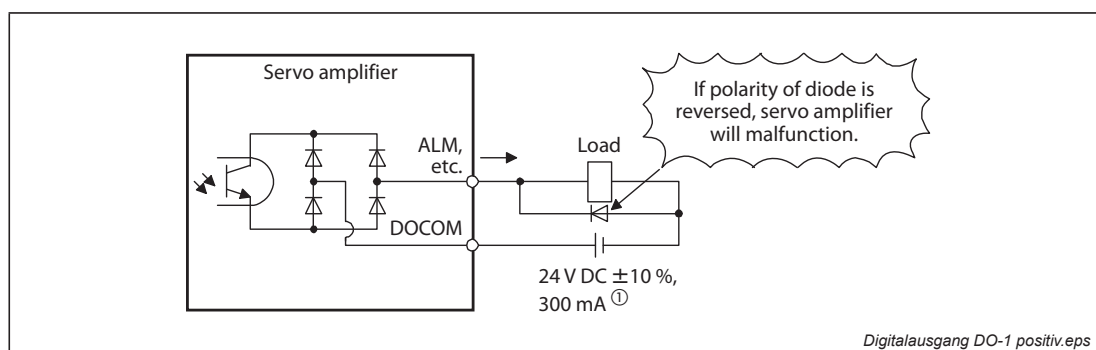 Servo amplifier
If polarity of diode is
reversed, servo amplifier
will malfunction.
ALM,
etc.
Load
DOCOM
24 V DC ±10 %,
300 mA ①
Digitalausgang DO-1 positiv.eps